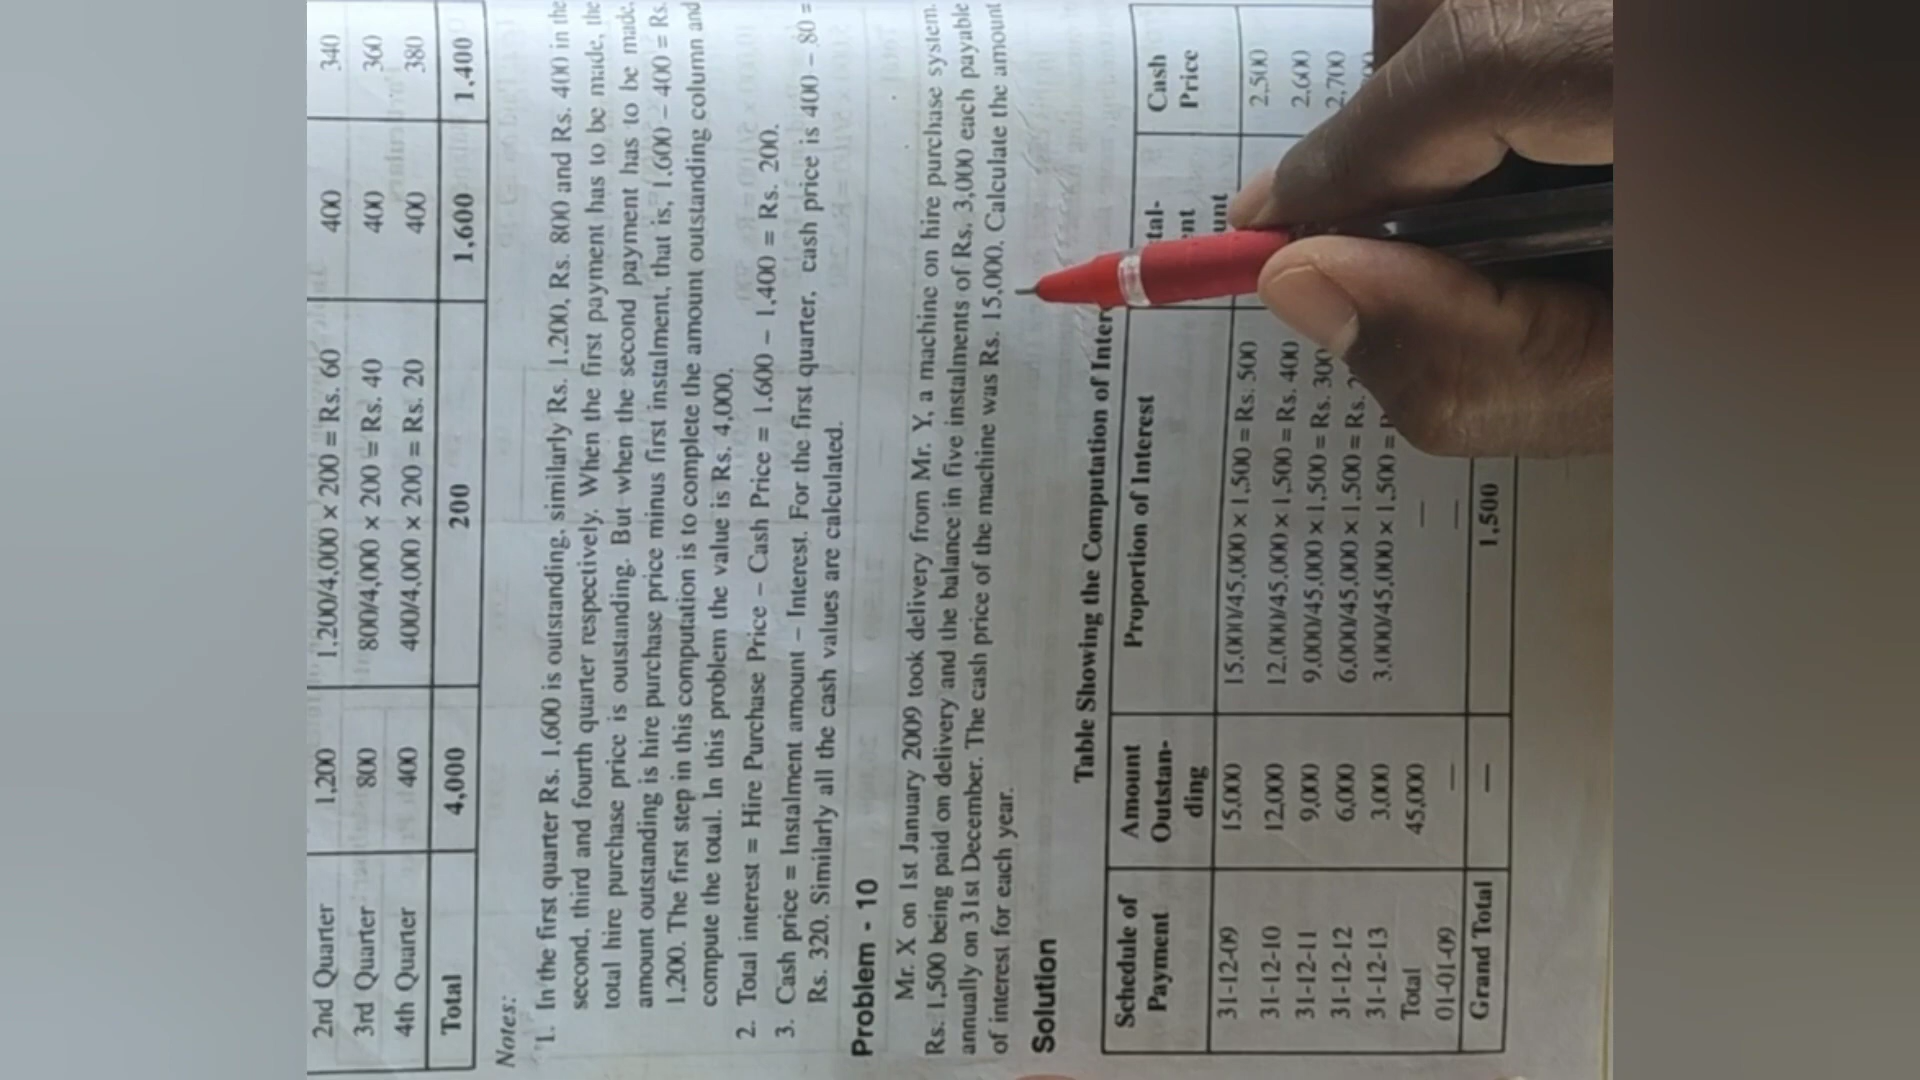 2nd Quarter 1,200 1,200/4,000 × 200 = Rs. 60 400 340
3rd Quarter 800 800/4,000 × 200 = Rs. 40 400 360
4th Quarter 400 400/4,000 × 200 = Rs. 20 400 380
Total 4,000 200 1,600 1,400
Notes:
1. In the first quarter Rs. 1,600 is outstanding, similarly Rs. 1,200, Rs. 800 and Rs. 400 in the
second, third and fourth quarter respectively. When the first payment has to be made, the
total hire purchase price is outstanding. But when the second payment has to be made,
amount outstanding is hire purchase price minus first instalment, that is, 1,600 – 400 = Rs.
1,200. The first step in this computation is to complete the amount outstanding column and
compute the total. In this problem the value is Rs. 4,000.
2. Total interest = Hire Purchase Price – Cash Price = 1,600 – 1,400 = Rs. 200.
3. Cash price = Instalment amount – Interest. For the first quarter, cash price is 400 – 80 =
Rs. 320. Similarly all the cash values are calculated.
Problem - 10
Mr. X on 1st January 2009 took delivery from Mr. Y, a machine on hire purchase system.
Rs. 1,500 being paid on delivery and the balance in five instalments of Rs. 3,000 each payable
annually on 31st December. The cash price of the machine was Rs. 15,000. Calculate the amount
of interest for each year.
Solution
Table Showing the Computation of
Schedule of Amount Proportion of Interest Cash
Payment Outstan- Price
ding
31-12-09 15,000 15,000/45,000 × 1,500 = Rs. 500 2,500
31-12-10 12,000 12,000/45,000 × 1,500 = Rs. 400 2,600
31-12-11 9,000 9,000/45,000 × 1,500 = Rs. 300 2,700
31-12-12 6,000 6,000/45,000 × 1,500 = Rs.
31-12-13 3,000 3,000/45,000 × 1,500 =
Total 45,000 —
01-01-09 — —
Grand Total — 1,500